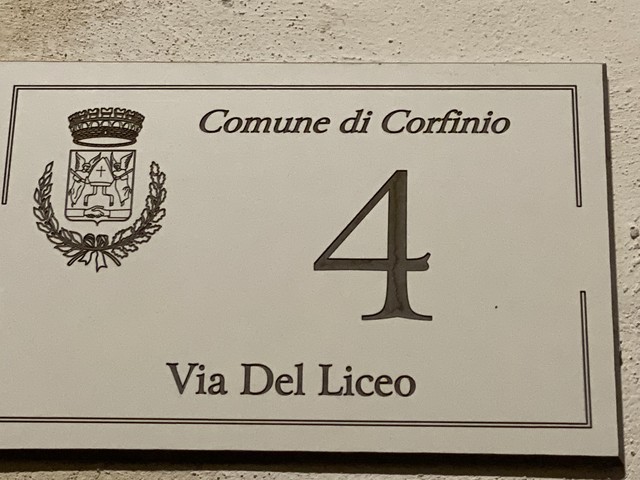 Comune di Corfinio
4
Via Del Liceo